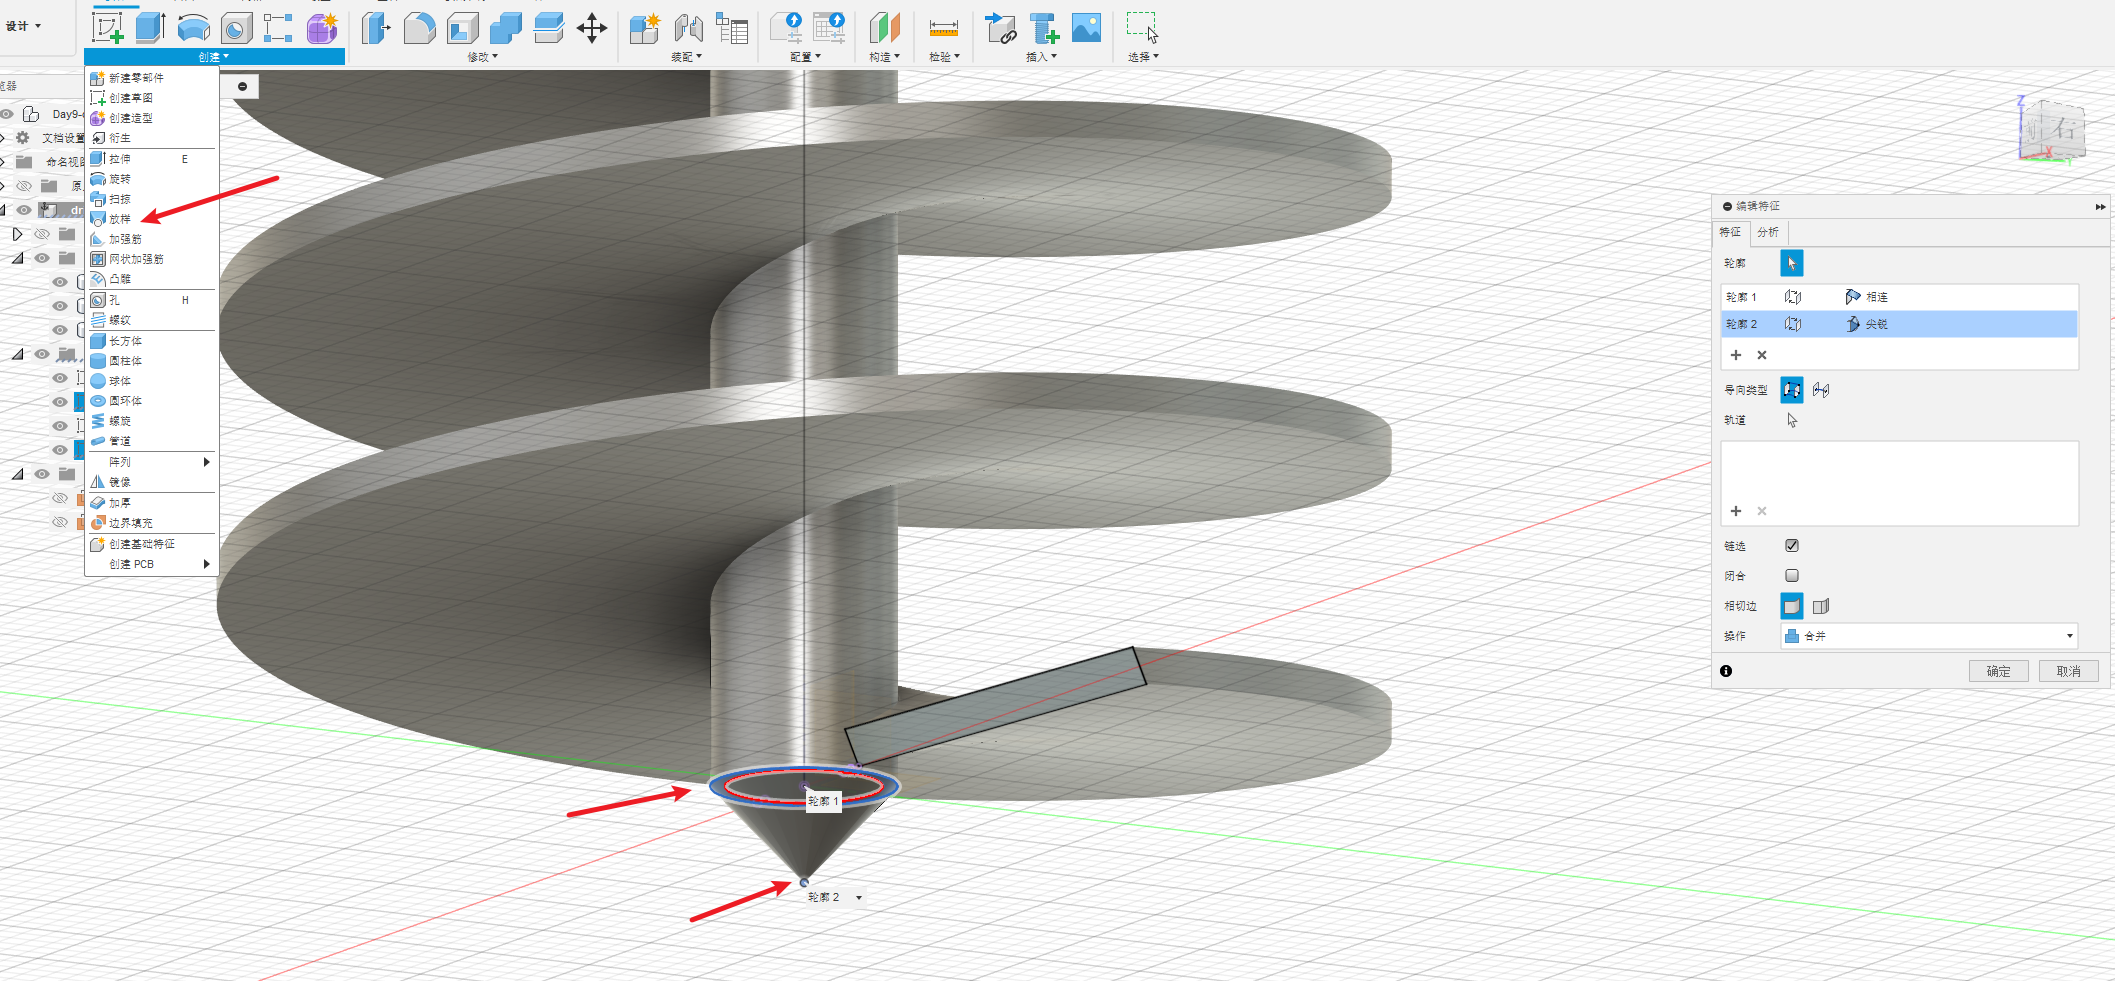 设计
创建
修改
装配
配置
构造
检验
插入
选择
览器
Day9-
文档设置
命名视图
原
dr
新建零部件
创建草图
创建造型
衍生
拉伸 E
旋转
扫掠
放样
加强筋
网状加强筋
凸雕
孔 H
螺纹
长方体
圆柱体
球体
圆环体
螺旋
管道
阵列
镜像
加厚
边界填充
创建基础特征
创建 PCB
Z
右
X
编辑特征
特征 分析
轮廓
轮廓 1 相连
轮廓 2 尖锐
导向类型
轨道
链选
闭合
相切边
操作 合并
确定 取消
轮廓 1
轮廓 2